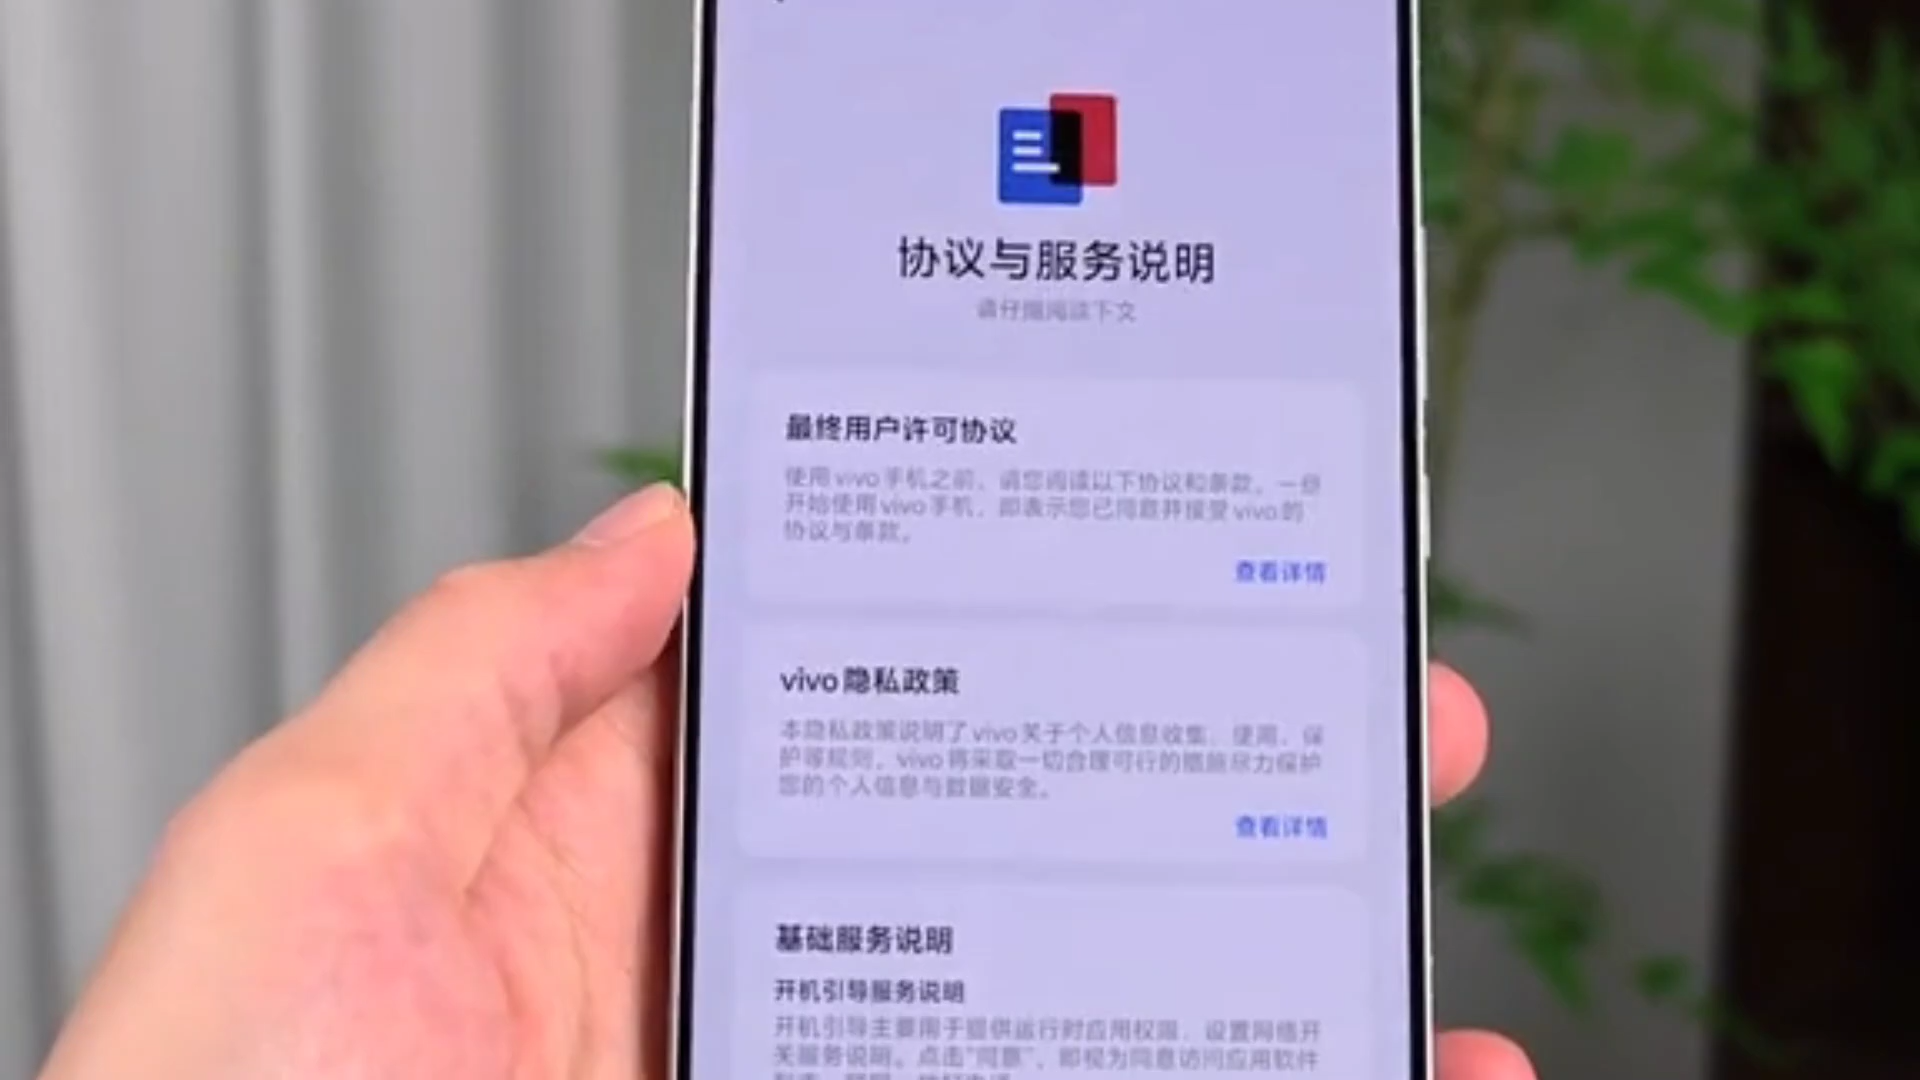 协议与服务说明
请仔细阅读下文
最终用户许可协议
使用vivo手机之前，请您阅读以下协议和条款。一旦
开始使用vivo手机，即表示您已同意并接受vivo的
协议与条款。
查看详情
vivo隐私政策
本隐私政策说明了vivo关于个人信息收集、使用、保
护等规则，vivo将采取一切合理可行的措施尽力保护
您的个人信息与数据安全。
查看详情
基础服务说明
开机引导服务说明
开机引导主要用于提供运行时应用权限、设置网络开
关服务说明。点击“同意”，即视为同意访问应用软件